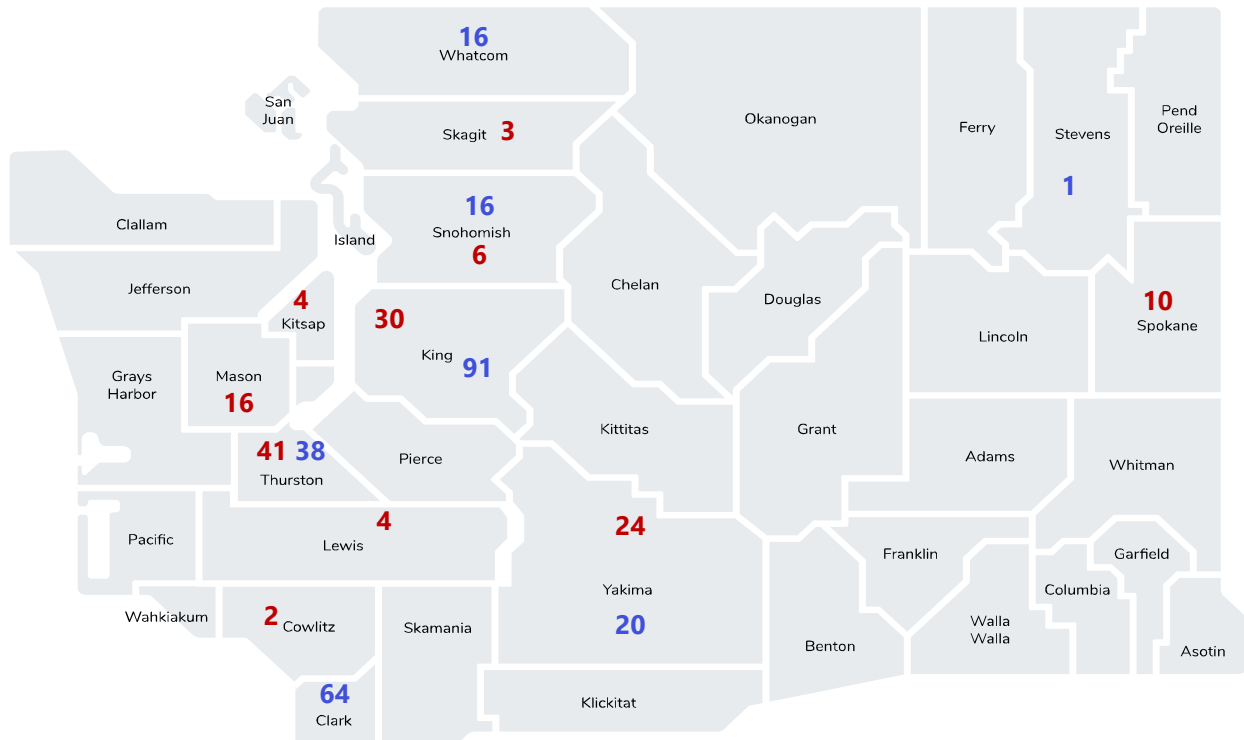 16
Whatcom
San
Juan
Skagit 3
Okanogan
Ferry
Stevens
1
Pend
Oreille
Clallam
16
Snohomish
6
Island
Jefferson
4
Kitsap
Chelan
Douglas
10
Spokane
30
King
91
Lincoln
Grays
Harbor
Mason
16
Kittitas
Grant
41 38
Thurston
Pierce
Adams
Whitman
4
Lewis
24
Yakima
20
Pacific
Franklin
Garfield
Columbia
Wahkiakum
2 Cowlitz
Skamania
Walla
Walla
Benton
Asotin
64
Clark
Klickitat